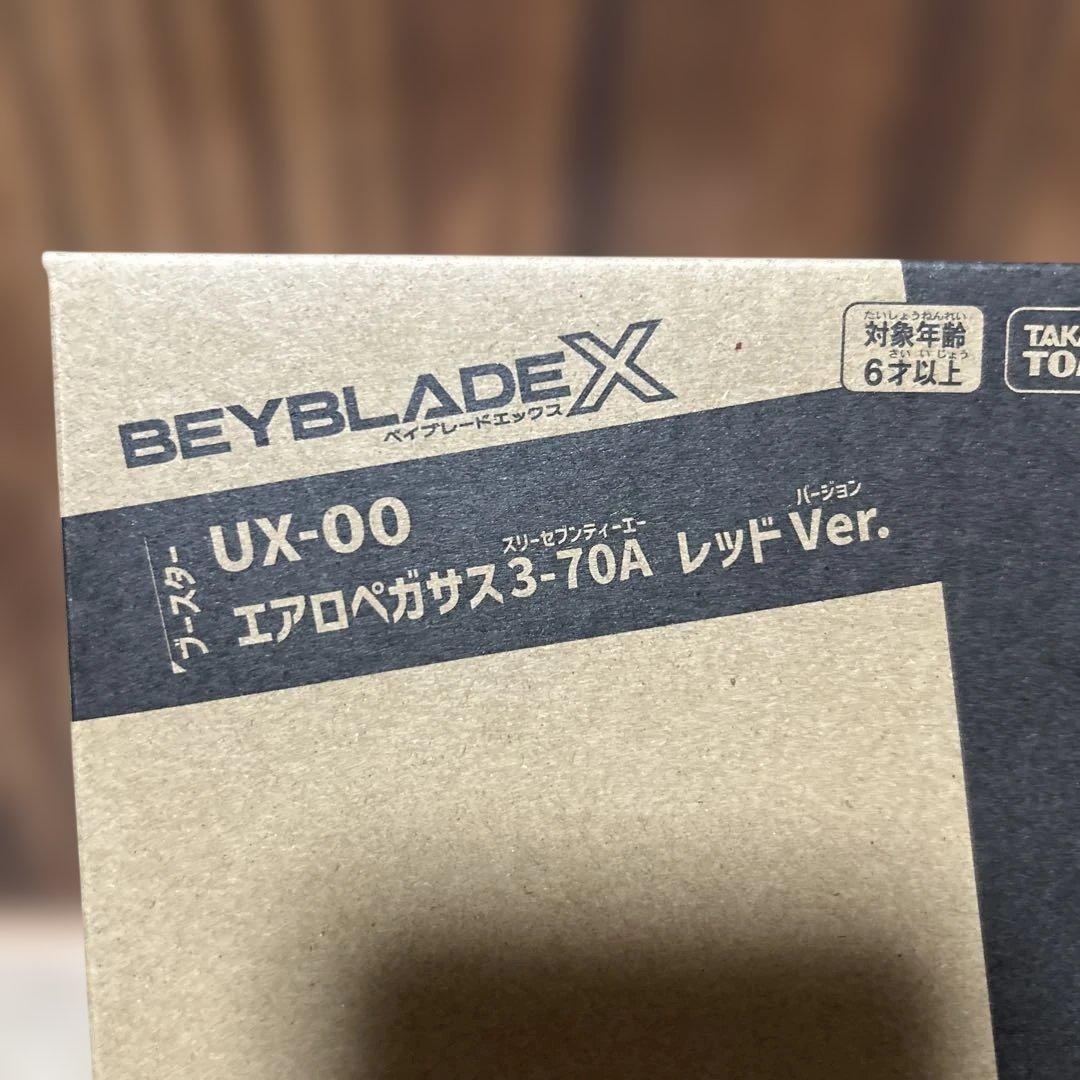 BEYBLADE X
ベイブレードエックス
たいしょうねんれい
対象年齢
さい いじょう
6才以上
TAKA
TO
ブースター
UX-00
スリーセブンティーエー
バージョン
エアロペガサス3-70A レッド Ver.